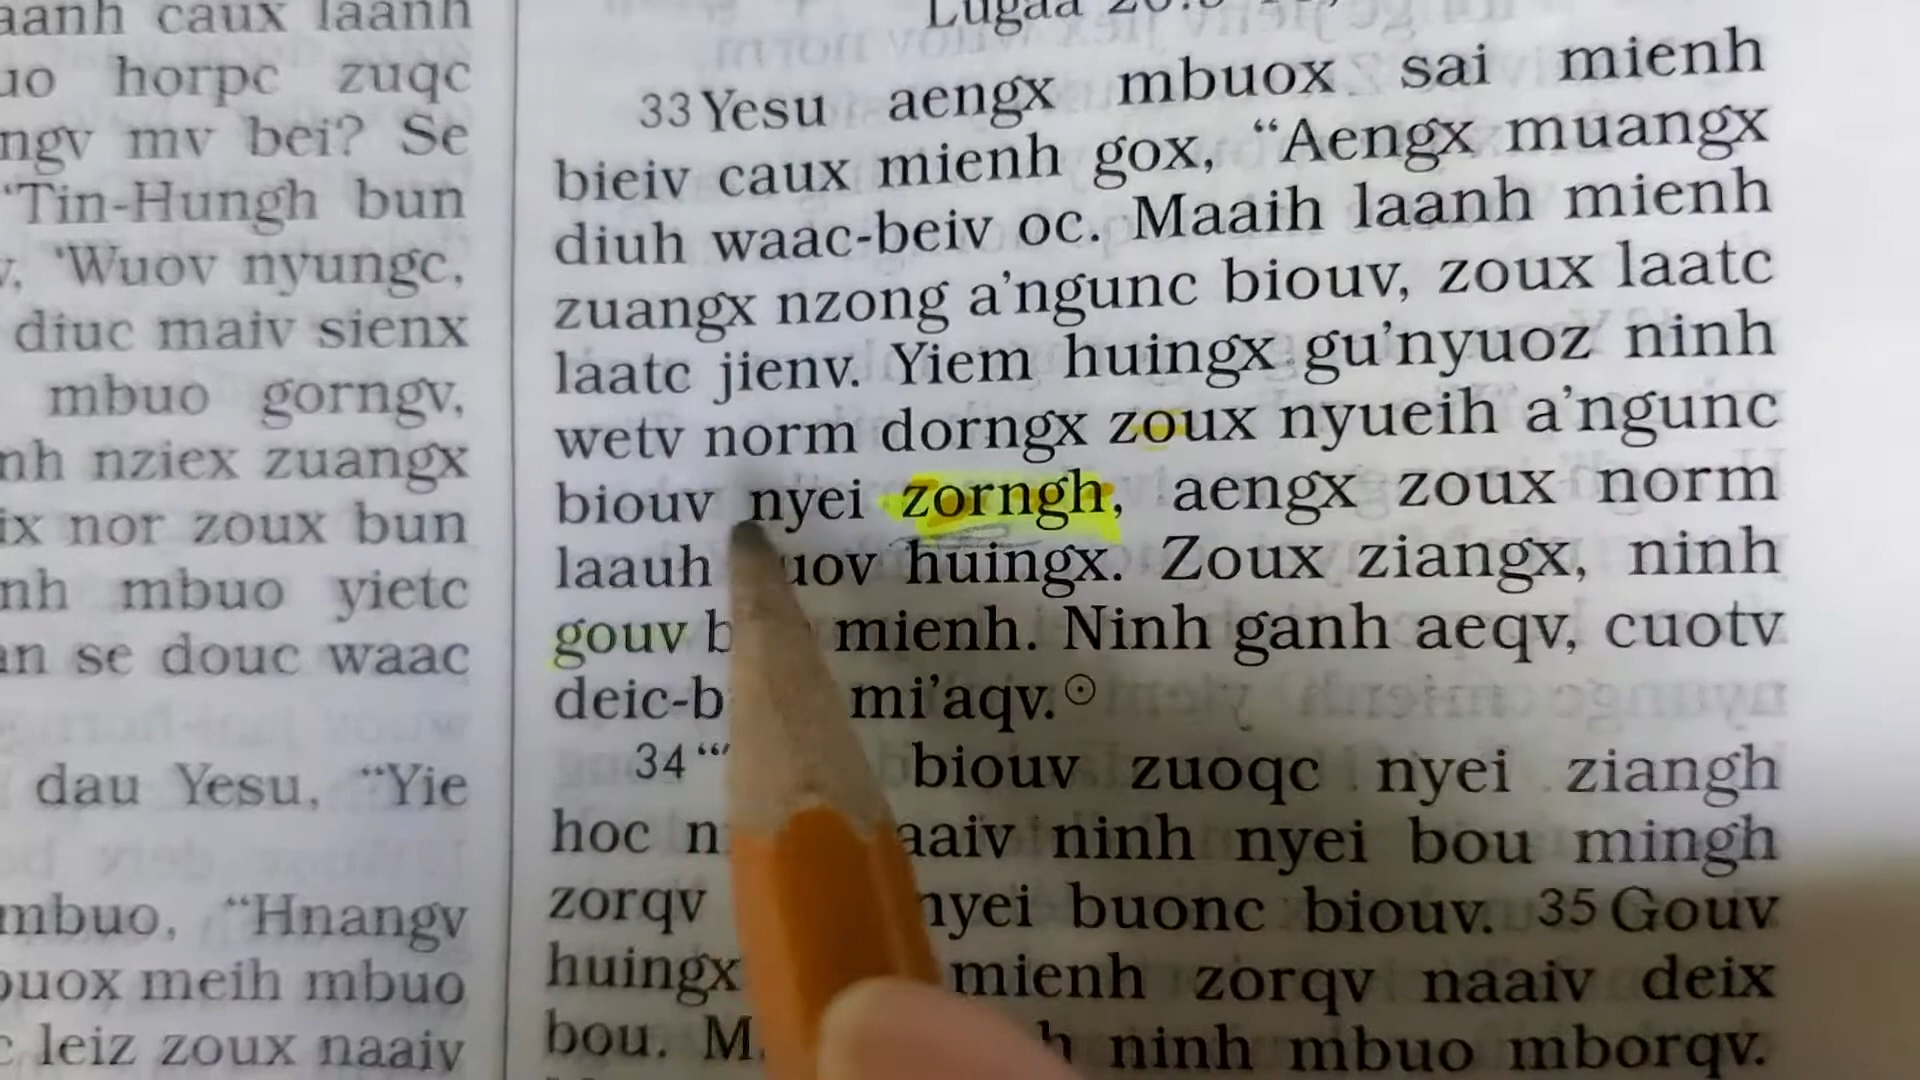 caux laanh
horpc zuqc
mv bei? Se
'Tin-Hungh bun
'Wuov nyungc,
diuc maiv sienx
mbuo gorngv,
nziex zuangx
nor zoux bun
mbuo yietc
se douc waac
dau Yesu, "Yie
"Hnangv
meih mbuo
leiz zoux naaiv
33 Yesu aengx mbuox sai mienh
bieiv caux mienh gox, "Aengx muangx
diuh waac-beiv oc. Maaih laanh mienh
zuangx nzong a'ngunc biouv, zoux laatc
laatc jienv. Yiem huingx gu'nyuoz ninh
wetv norm dorngx zoux nyueih a'ngunc
biouv nyei zorngh, aengx zoux norm
laauh huingx. Zoux ziangx, ninh
gouv mienh. Ninh ganh aeqv, cuotv
mi'aqv.⊙
34 biouv zuoqc nyei ziangh
hoc ninh nyei bou mingh
zorqv nyei buonc biouv. 35 Gouv
huingx mienh zorqv naaiv deix
bou. ninh mbuo mborqv.